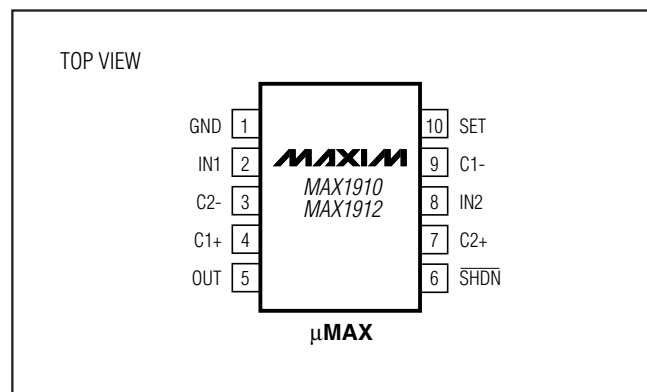 TOP VIEW
GND 1
IN1 2
C2- 3
C1+ 4
OUT 5
MAXIM
MAX1910
MAX1912
10 SET
9 C1-
8 IN2
7 C2+
6 S̅H̅D̅N̅
µMAX